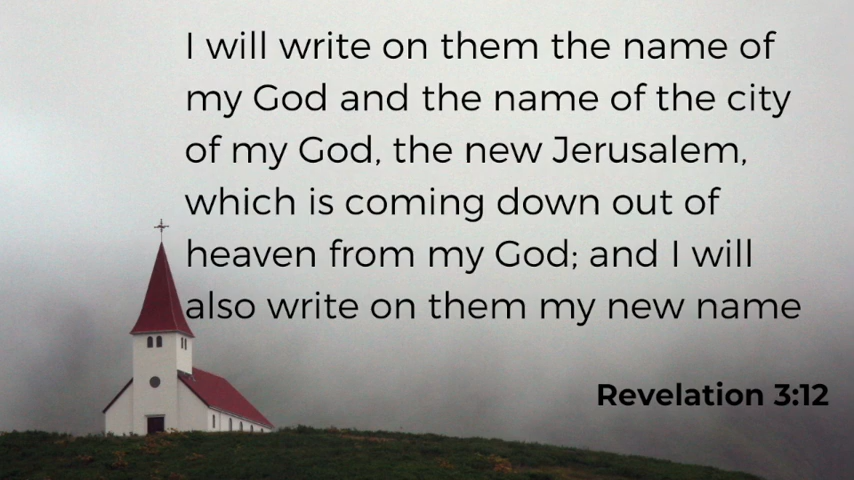 I will write on them the name of
my God and the name of the city
of my God, the new Jerusalem,
which is coming down out of
heaven from my God; and I will
also write on them my new name
Revelation 3:12